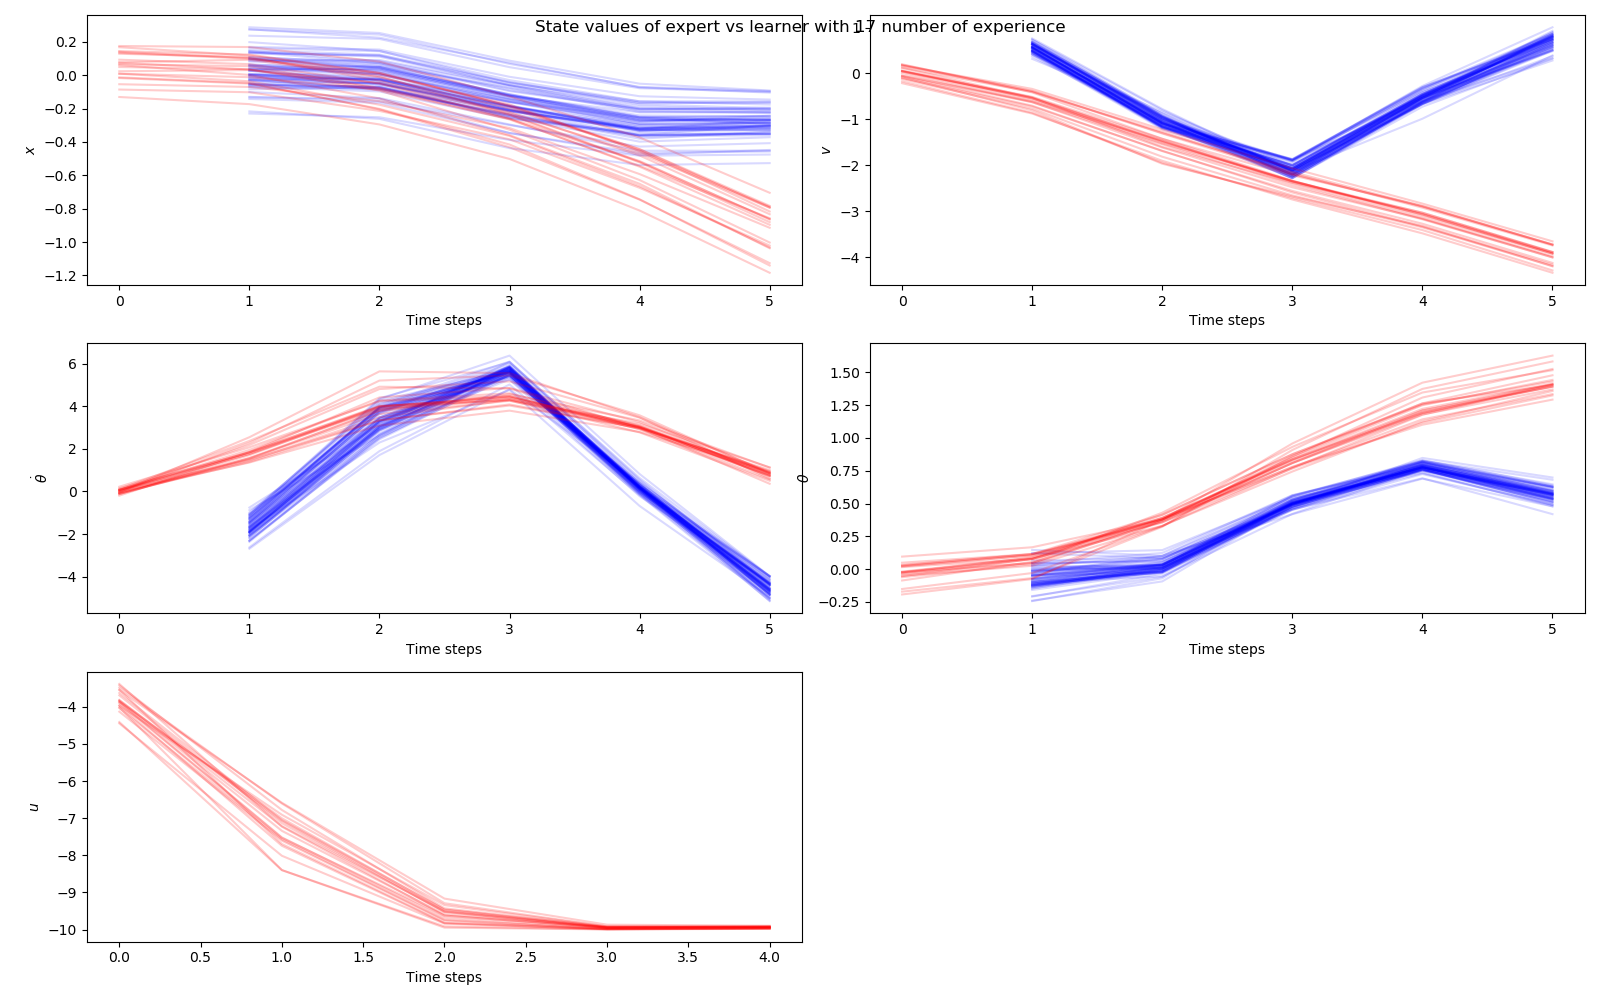 State values of expert vs learner with 17 number of experience
0.2
0.0
−0.2
−0.4
−0.6
−0.8
−1.0
−1.2
x
0 1 2 3 4 5
Time steps
1
0
−1
−2
−3
−4
v
0 1 2 3 4 5
Time steps
6
4
2
0
−2
−4
θ̇
0 1 2 3 4 5
Time steps
1.50
1.25
1.00
0.75
0.50
0.25
0.00
−0.25
θ
0 1 2 3 4 5
Time steps
−4
−5
−6
−7
−8
−9
−10
u
0.0 0.5 1.0 1.5 2.0 2.5 3.0 3.5 4.0
Time steps